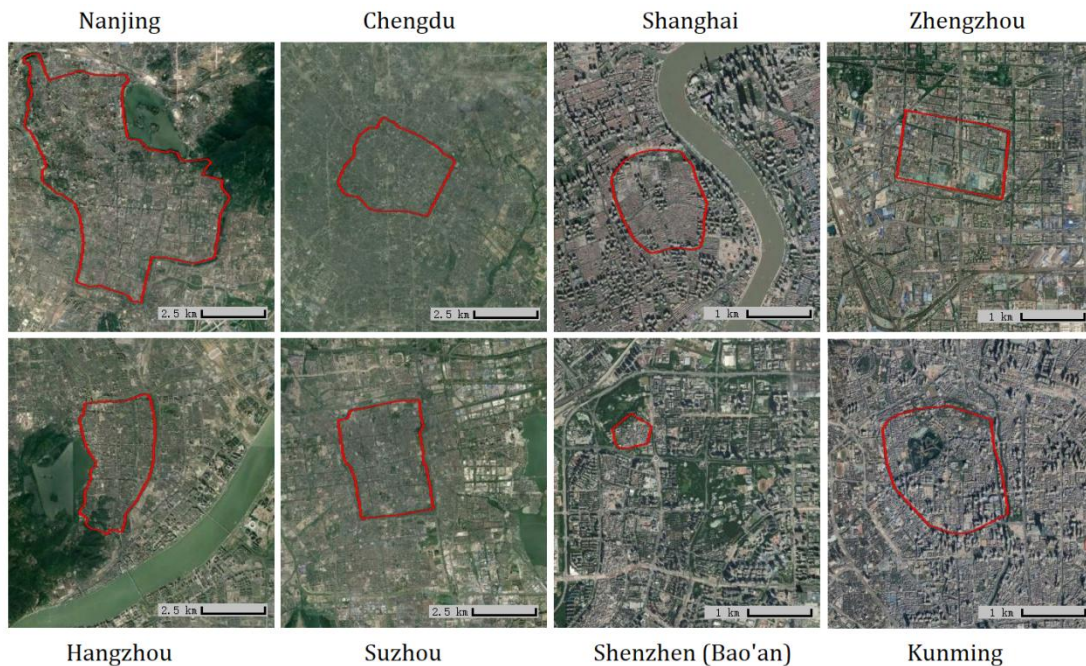 Nanjing Chengdu Shanghai Zhengzhou
2.5 km 2.5 km 1 km 1 km
2.5 km 2.5 km 1 km 1 km
Hangzhou Suzhou Shenzhen (Bao'an) Kunming